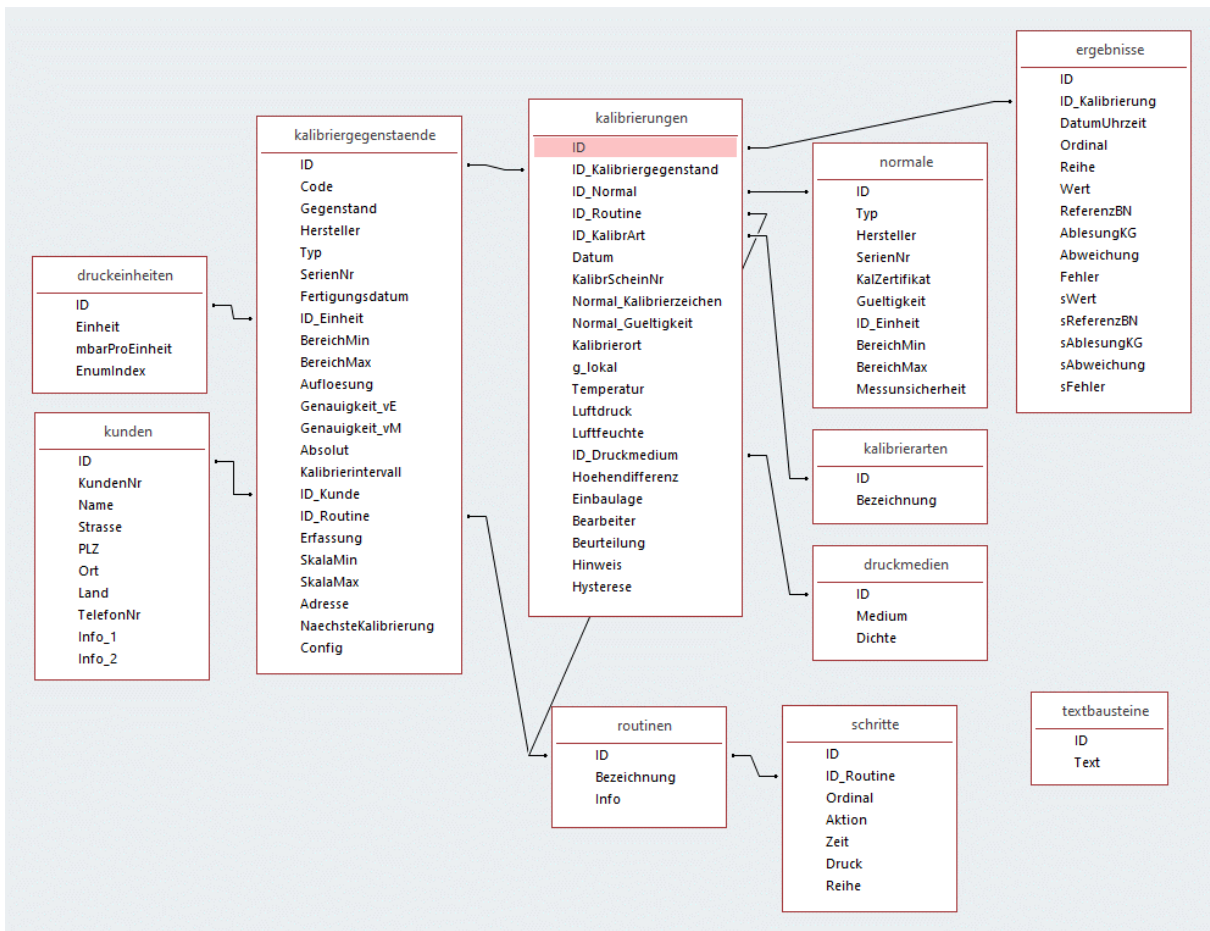 druckeinheiten
ID
Einheit
mbarProEinheit
EnumIndex
kunden
ID
KundenNr
Name
Strasse
PLZ
Ort
Land
TelefonNr
Info_1
Info_2
kalibriergegenstaende
ID
Code
Gegenstand
Hersteller
Typ
SerienNr
Fertigungsdatum
ID_Einheit
BereichMin
BereichMax
Aufloesung
Genauigkeit_vE
Genauigkeit_vM
Absolut
Kalibrierintervall
ID_Kunde
ID_Routine
Erfassung
SkalaMin
SkalaMax
Adresse
NaechsteKalibrierung
Config
kalibrierungen
ID
ID_Kalibriergegenstand
ID_Normal
ID_Routine
ID_KalibrArt
Datum
KalibrScheinNr
Normal_Kalibrierzeichen
Normal_Gueltigkeit
Kalibrierort
g_lokal
Temperatur
Luftdruck
Luftfeuchte
ID_Druckmedium
Hoehendifferenz
Einbaulage
Bearbeiter
Beurteilung
Hinweis
Hysterese
normale
ID
Typ
Hersteller
SerienNr
KalZertifikat
Gueltigkeit
ID_Einheit
BereichMin
BereichMax
Messunsicherheit
kalibrierarten
ID
Bezeichnung
druckmedien
ID
Medium
Dichte
ergebnisse
ID
ID_Kalibrierung
DatumUhrzeit
Ordinal
Reihe
Wert
ReferenzBN
AblesungKG
Abweichung
Fehler
sWert
sReferenzBN
sAblesungKG
sAbweichung
sFehler
routinen
ID
Bezeichnung
Info
schritte
ID
ID_Routine
Ordinal
Aktion
Zeit
Druck
Reihe
textbausteine
ID
Text